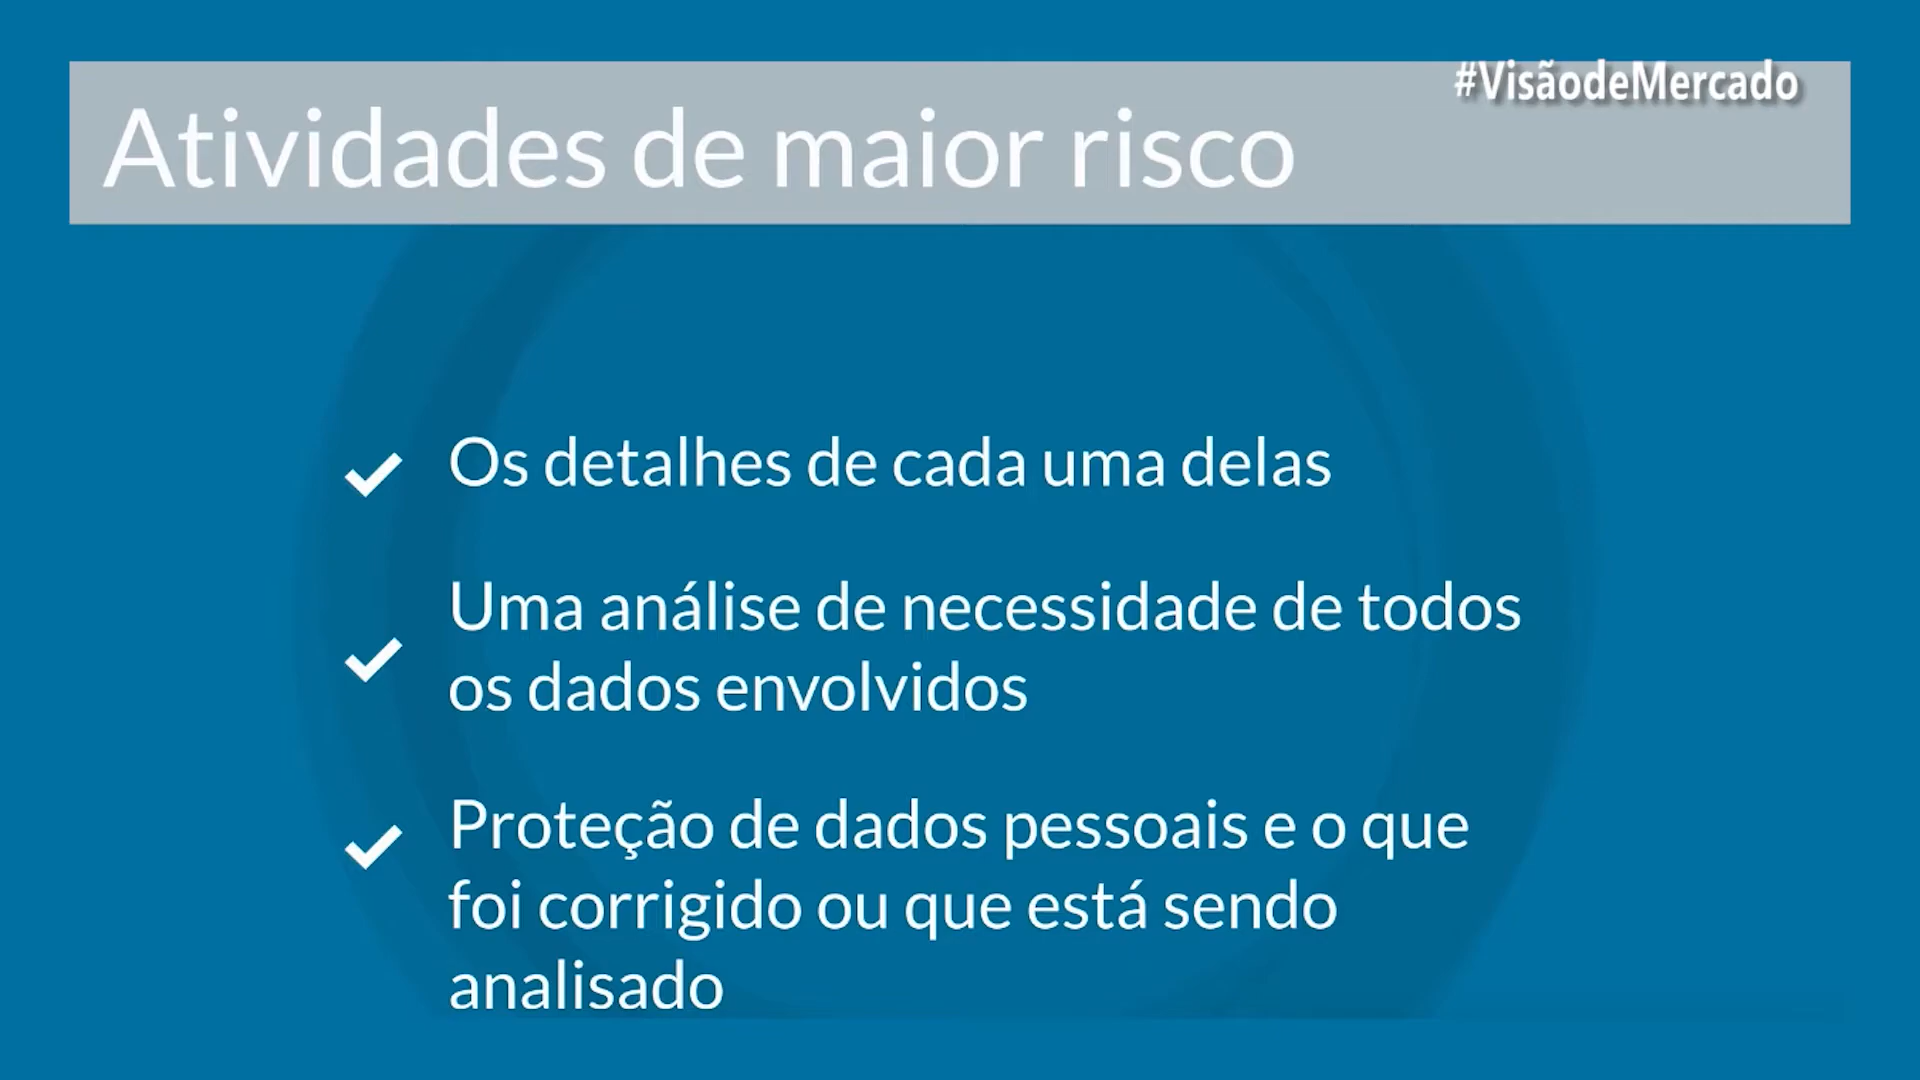 #VisãodeMercado
Atividades de maior risco
Os detalhes de cada uma delas
Uma análise de necessidade de todos
os dados envolvidos
Proteção de dados pessoais e o que
foi corrigido ou que está sendo
analisado